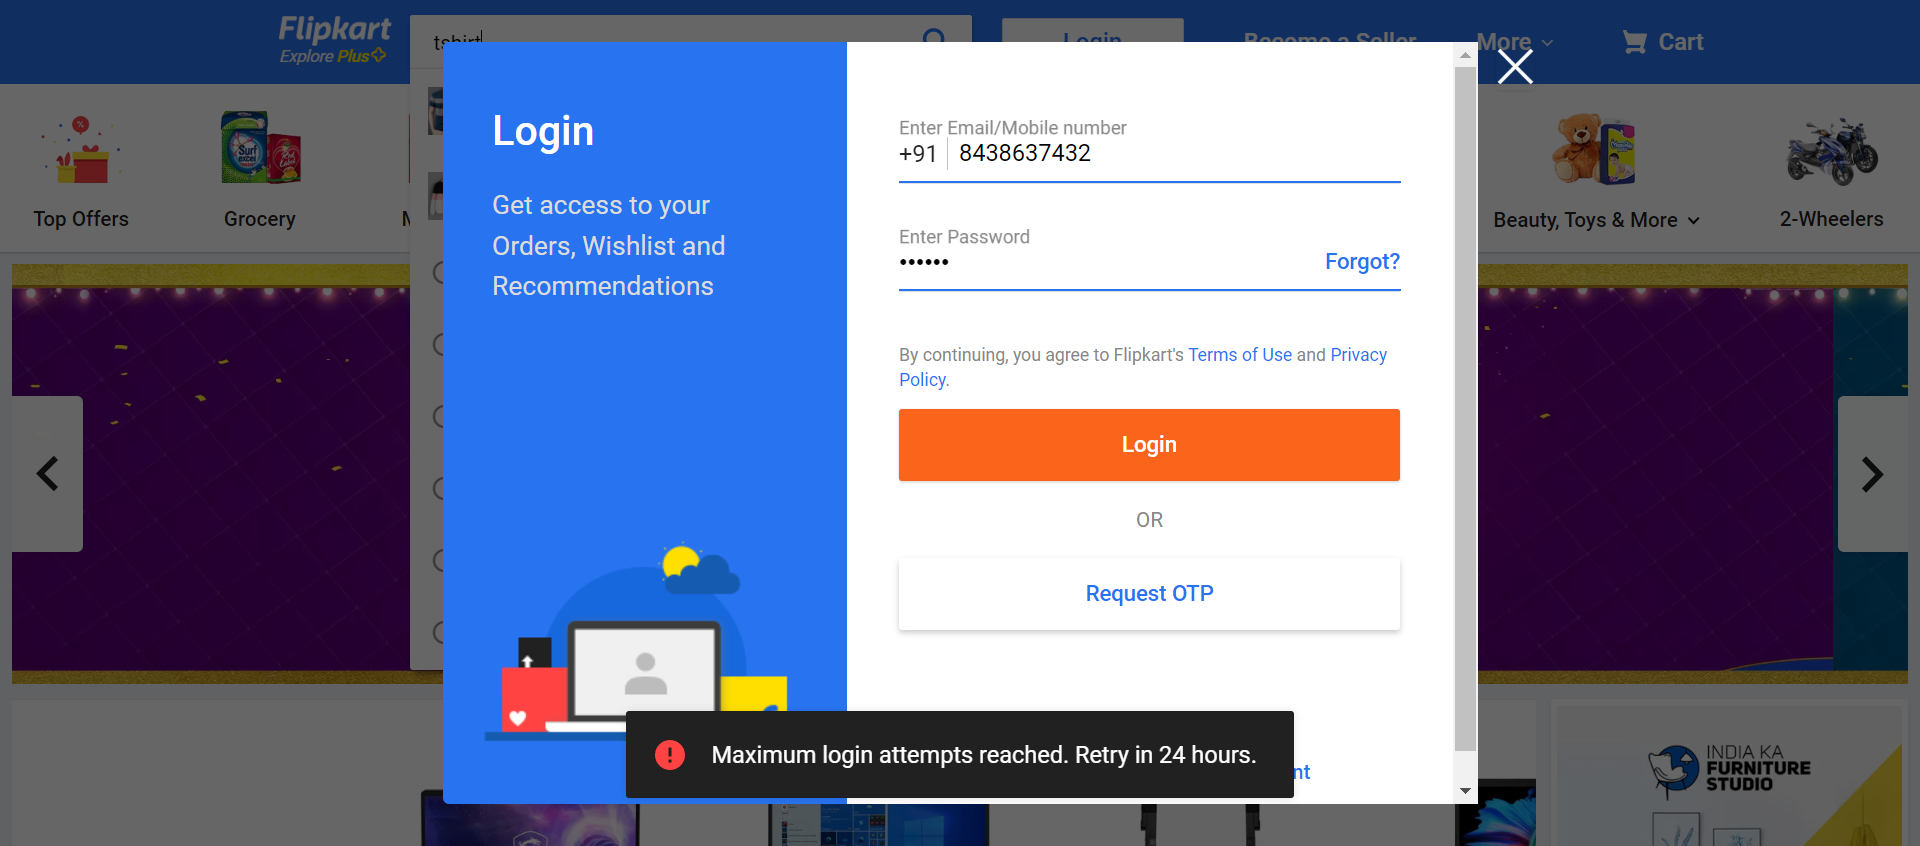 Flipkart
Explore Plus
tshirt
Login
Become a Seller
More
Cart
Top Offers
Grocery
Beauty, Toys & More
2-Wheelers
Login
Get access to your
Orders, Wishlist and
Recommendations
Enter Email/Mobile number
+91 8438637432
Enter Password
••••••
Forgot?
By continuing, you agree to Flipkart's Terms of Use and Privacy
Policy.
Login
OR
Request OTP
Maximum login attempts reached. Retry in 24 hours.
nt
INDIA KA
FURNITURE
STUDIO